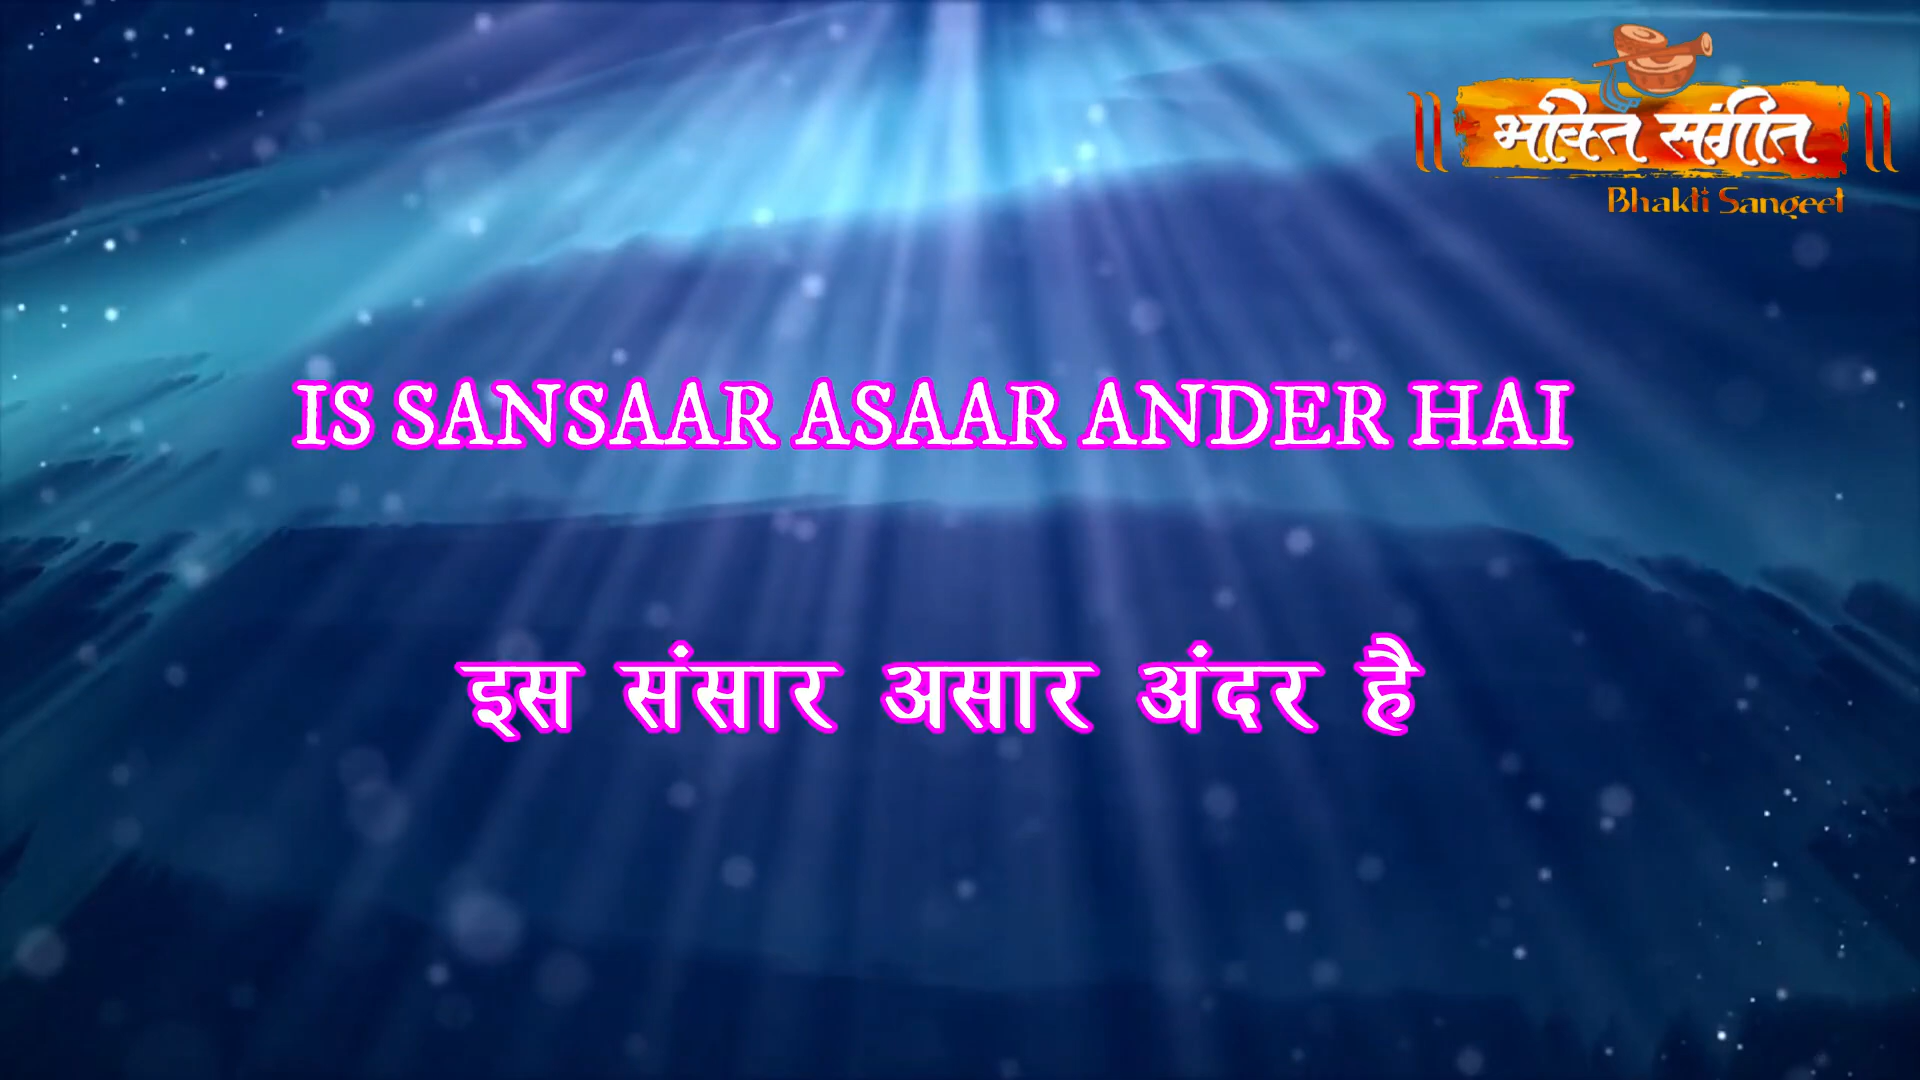 || भक्ति संगीत ||
Bhakti Sangeet
IS SANSAAR ASAAR ANDER HAI
इस संसार असार अंदर है